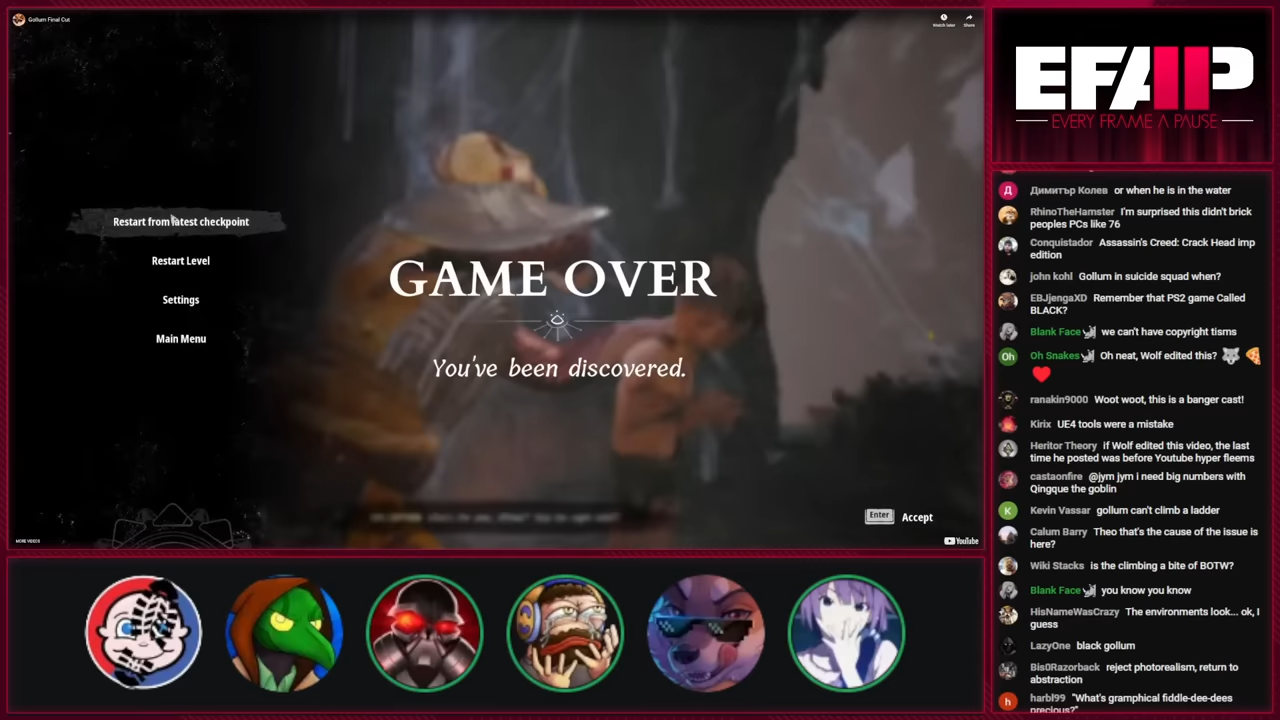 Gollum Final Cut
Watch later
Share
Restart from latest checkpoint
Restart Level
Settings
Main Menu
GAME OVER
You've been discovered.
Enter
Accept
MORE VIDEOS
YouTube
EFAP
EVERY FRAME A PAUSE
Димитър Колев or when he is in the water
RhinoTheHamster I'm surprised this didn't brick
peoples PCs like 76
Conquistador Assassin's Creed: Crack Head imp
edition
john kohl Gollum in suicide squad when?
EBJjengaXD Remember that PS2 game Called
BLACK?
Blank Face we can't have copyright tisms
Oh Snakes Oh neat, Wolf edited this? 🐺 🍕
❤️
ranakin9000 Woot woot, this is a banger cast!
Kirix UE4 tools were a mistake
Heritor Theory if Wolf edited this video, the last
time he posted was before Youtube hyper fleems
castaonfire @jym jym i need big numbers with
Qingque the goblin
Kevin Vassar gollum can't climb a ladder
Calum Barry Theo that's the cause of the issue is
here?
Wiki Stacks is the climbing a bite of BOTW?
Blank Face you know you know
HisNameWasCrazy The environments look... ok, I
guess
LazyOne black gollum
Bis0Razorback reject photorealism, return to
abstraction
harbl99 "What's gramphical fiddle-dee-dees
precious?"